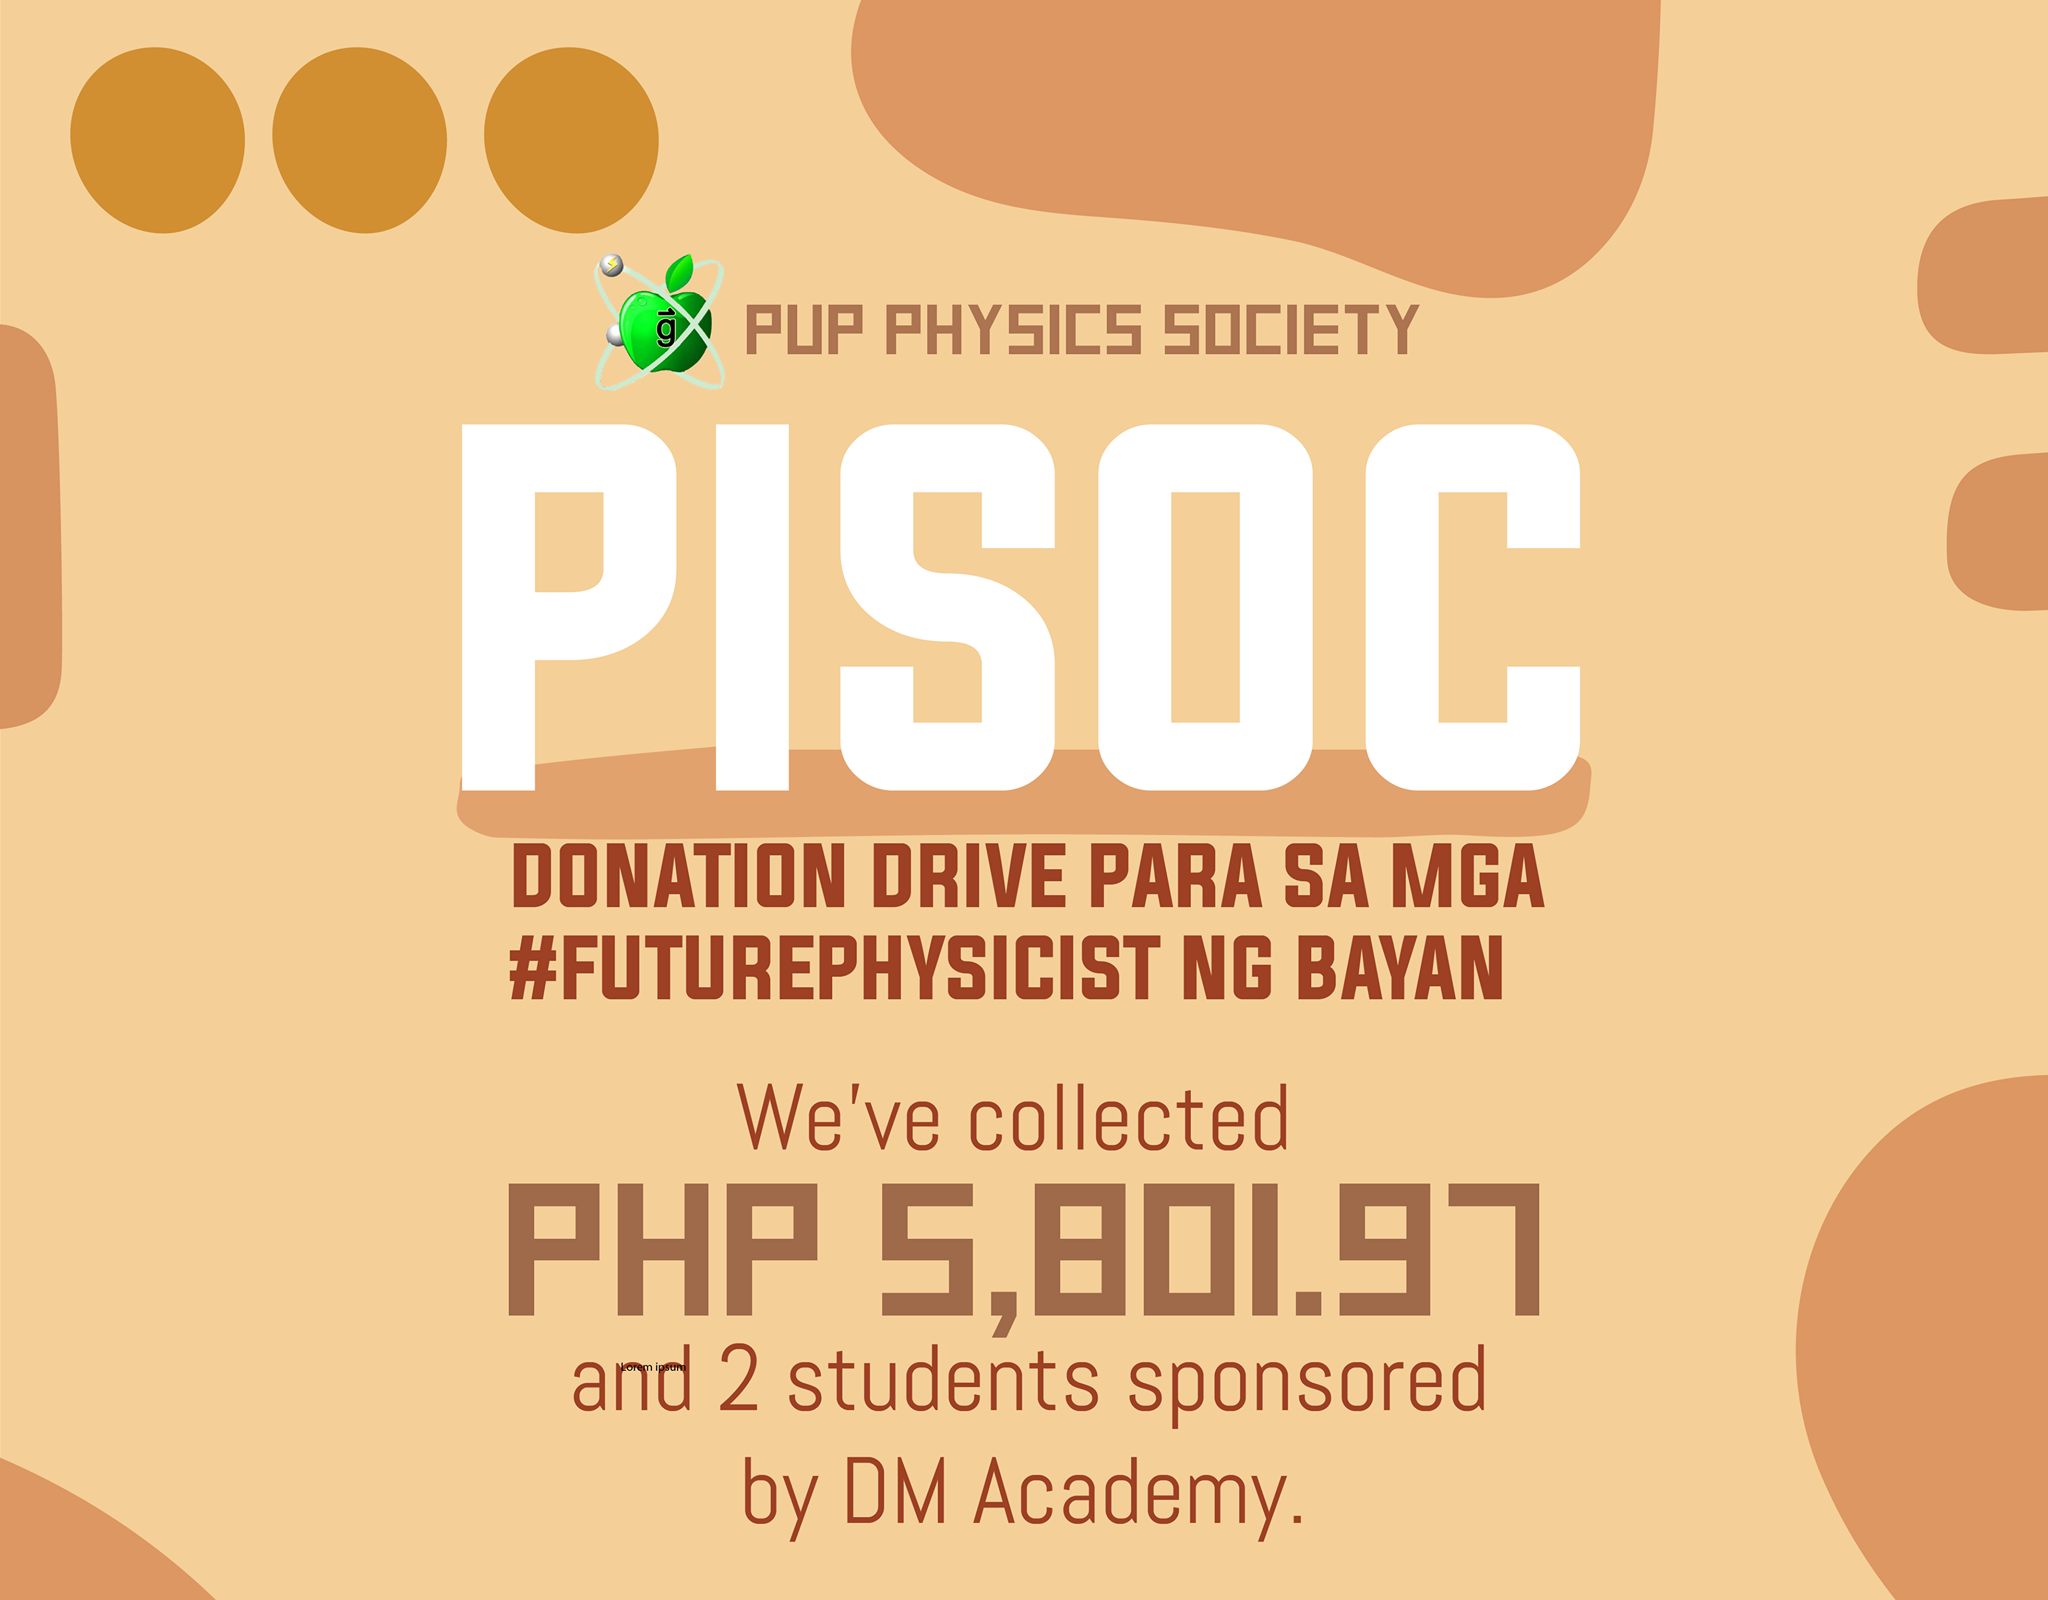 g
PUP PHYSICS SOCIETY
PISOC
DONATION DRIVE PARA SA MGA
#FUTUREPHYSICIST NG BAYAN
We've collected
PHP 5,801.97
Lorem ipsum
and 2 students sponsored
by DM Academy.